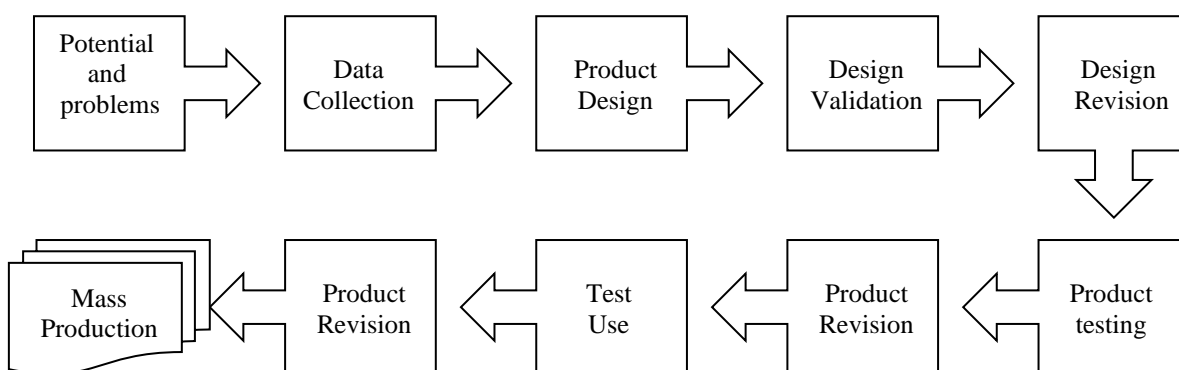 Potential
and
problems
Data
Collection
Product
Design
Design
Validation
Design
Revision
Product
testing
Product
Revision
Test
Use
Product
Revision
Mass
Production